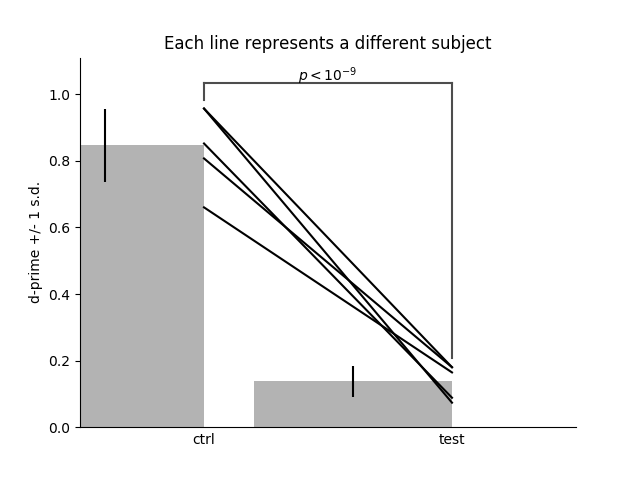 Each line represents a different subject
p < 10⁻⁹
1.0
0.8
0.6
0.4
0.2
0.0
d-prime +/- 1 s.d.
ctrl
test